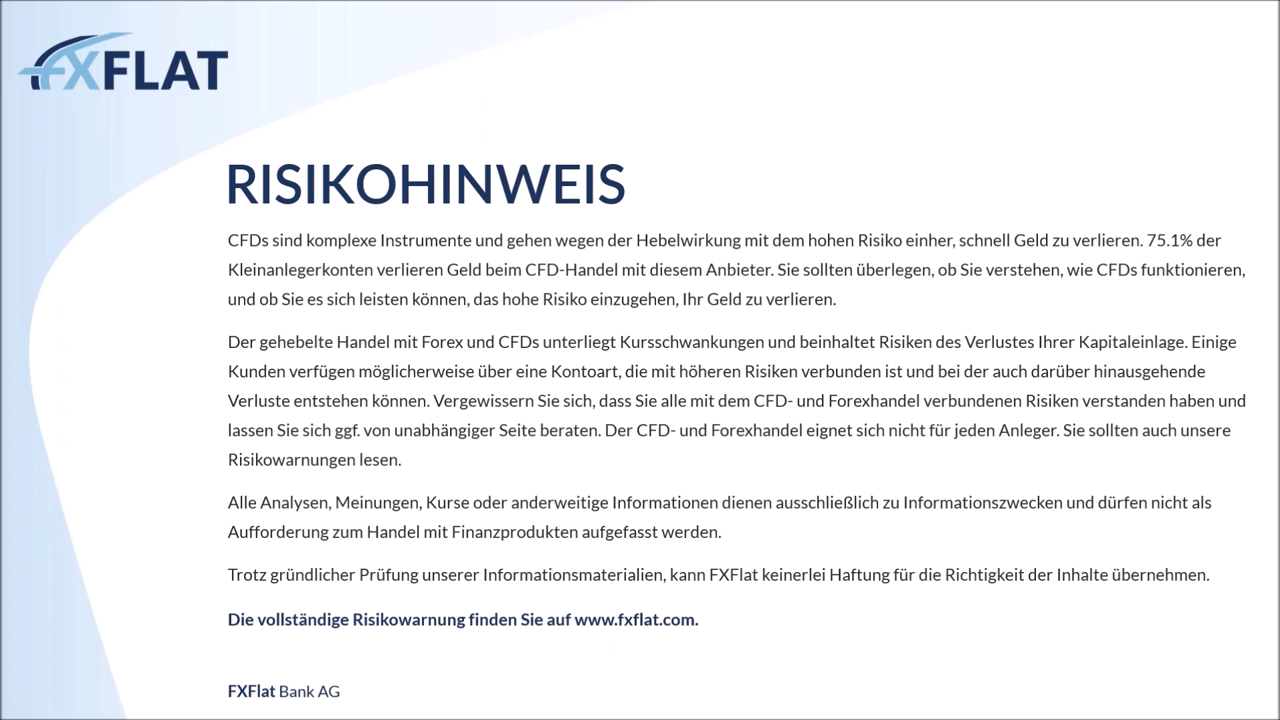 FXFLAT
RISIKOHINWEIS
CFDs sind komplexe Instrumente und gehen wegen der Hebelwirkung mit dem hohen Risiko einher, schnell Geld zu verlieren. 75.1% der
Kleinanlegerkonten verlieren Geld beim CFD-Handel mit diesem Anbieter. Sie sollten überlegen, ob Sie verstehen, wie CFDs funktionieren,
und ob Sie es sich leisten können, das hohe Risiko einzugehen, Ihr Geld zu verlieren.
Der gehebelte Handel mit Forex und CFDs unterliegt Kursschwankungen und beinhaltet Risiken des Verlustes Ihrer Kapitaleinlage. Einige
Kunden verfügen möglicherweise über eine Kontoart, die mit höheren Risiken verbunden ist und bei der auch darüber hinausgehende
Verluste entstehen können. Vergewissern Sie sich, dass Sie alle mit dem CFD- und Forexhandel verbundenen Risiken verstanden haben und
lassen Sie sich ggf. von unabhängiger Seite beraten. Der CFD- und Forexhandel eignet sich nicht für jeden Anleger. Sie sollten auch unsere
Risikowarnungen lesen.
Alle Analysen, Meinungen, Kurse oder anderweitige Informationen dienen ausschließlich zu Informationszwecken und dürfen nicht als
Aufforderung zum Handel mit Finanzprodukten aufgefasst werden.
Trotz gründlicher Prüfung unserer Informationsmaterialien, kann FXFlat keinerlei Haftung für die Richtigkeit der Inhalte übernehmen.
Die vollständige Risikowarnung finden Sie auf www.fxflat.com.
FXFlat Bank AG